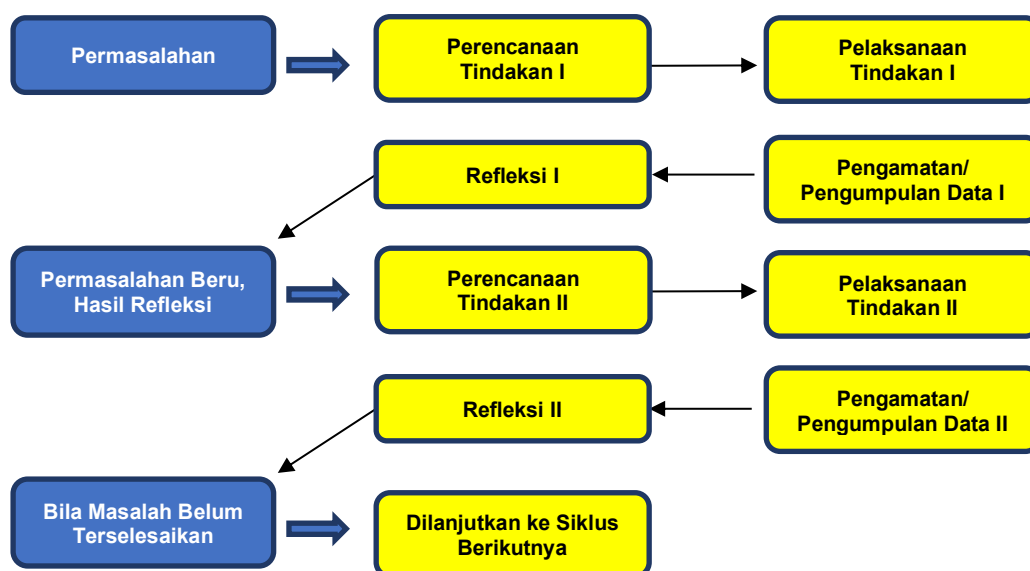 Permasalahan
Perencanaan
Tindakan I
Pelaksanaan
Tindakan I
Refleksi I
Pengamatan/
Pengumpulan Data I
Permasalahan Beru,
Hasil Refleksi
Perencanaan
Tindakan II
Pelaksanaan
Tindakan II
Refleksi II
Pengamatan/
Pengumpulan Data II
Bila Masalah Belum
Terselesaikan
Dilanjutkan ke Siklus
Berikutnya